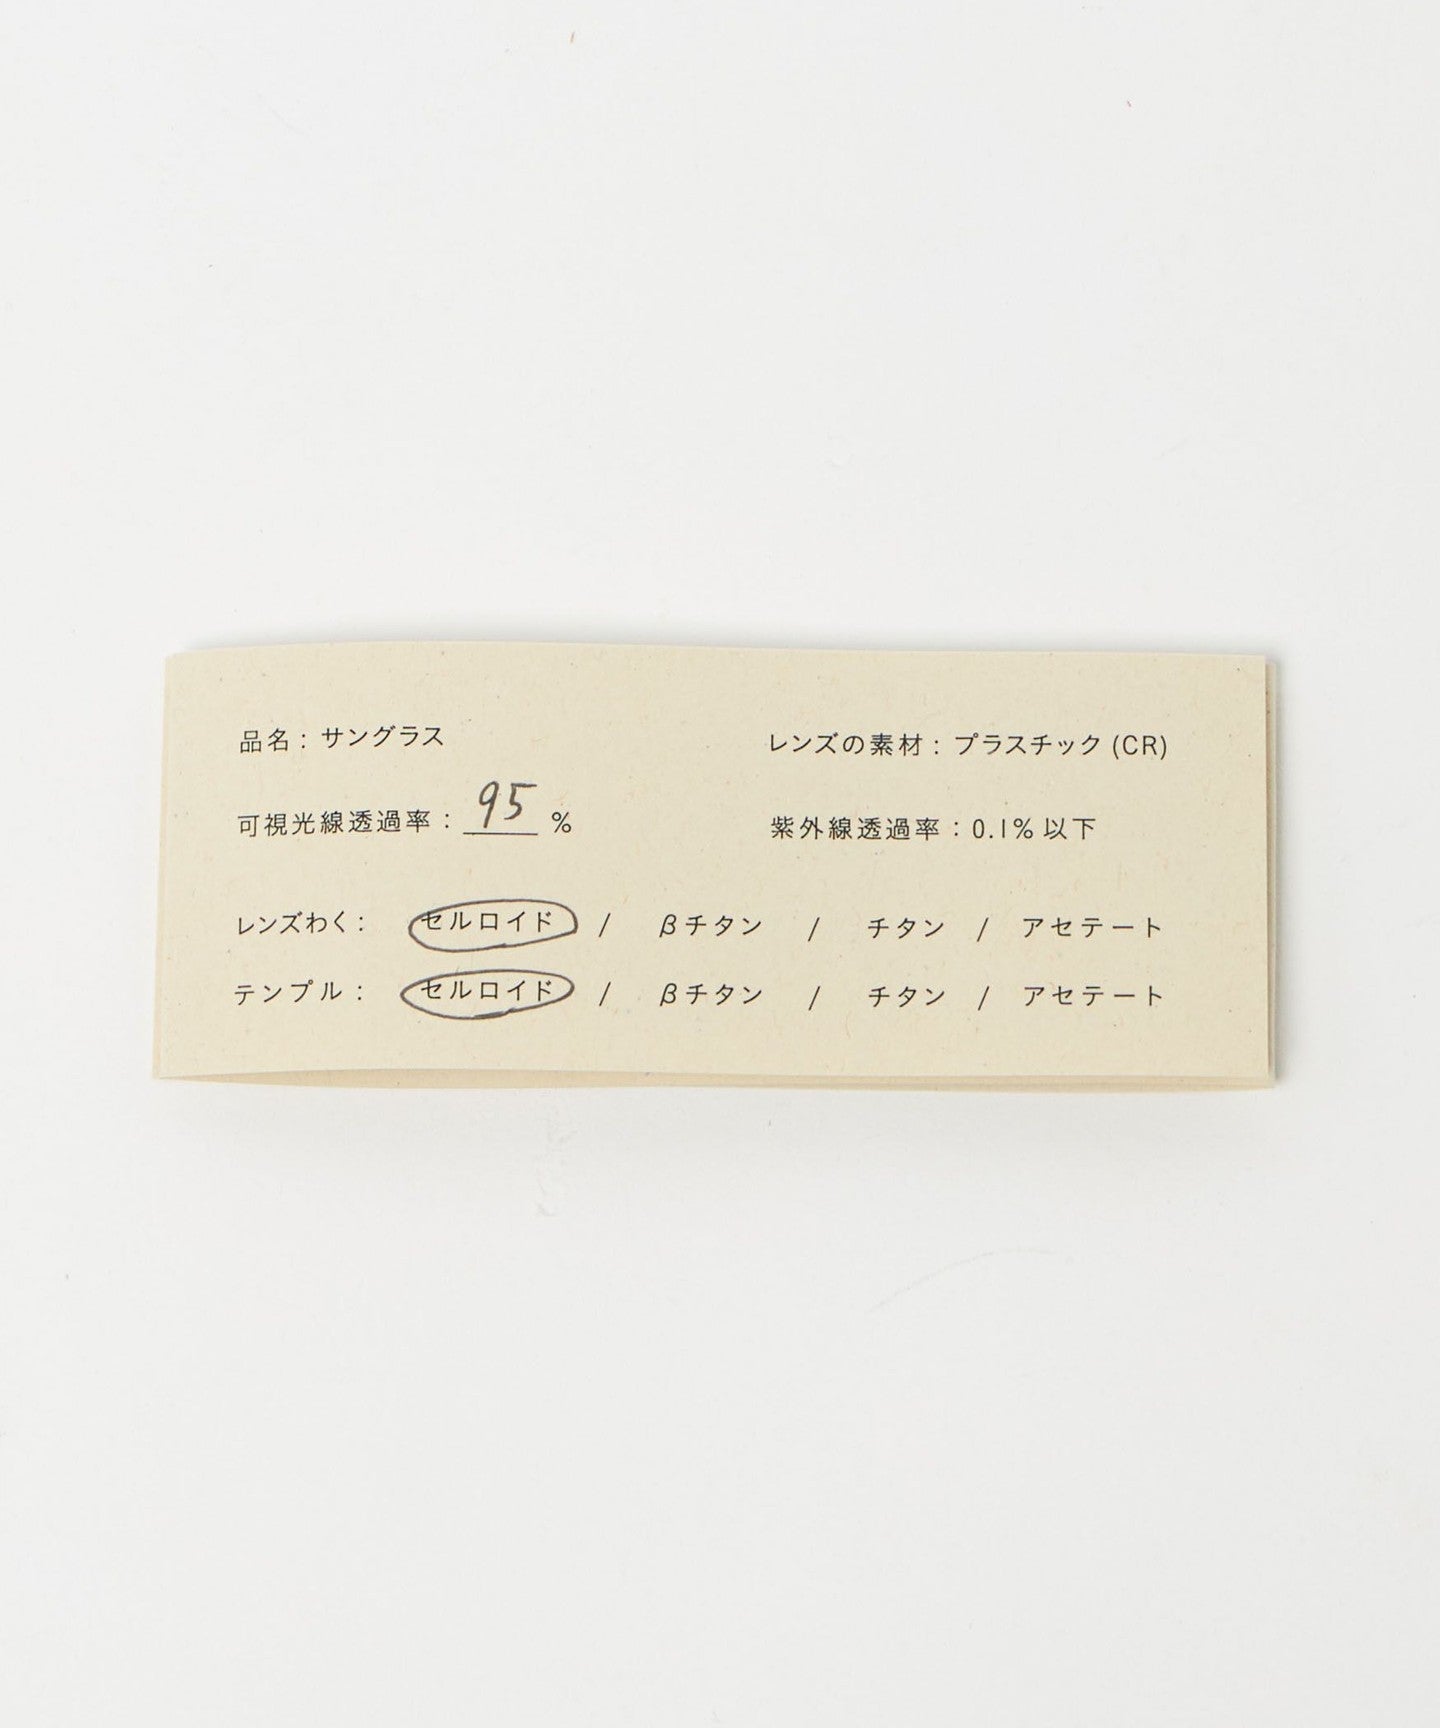 品名：サングラス
レンズの素材：プラスチック (CR)
可視光線透過率：95 %
紫外線透過率：0.1% 以下
レンズわく： セルロイド / βチタン / チタン / アセテート
テンプル： セルロイド / βチタン / チタン / アセテート